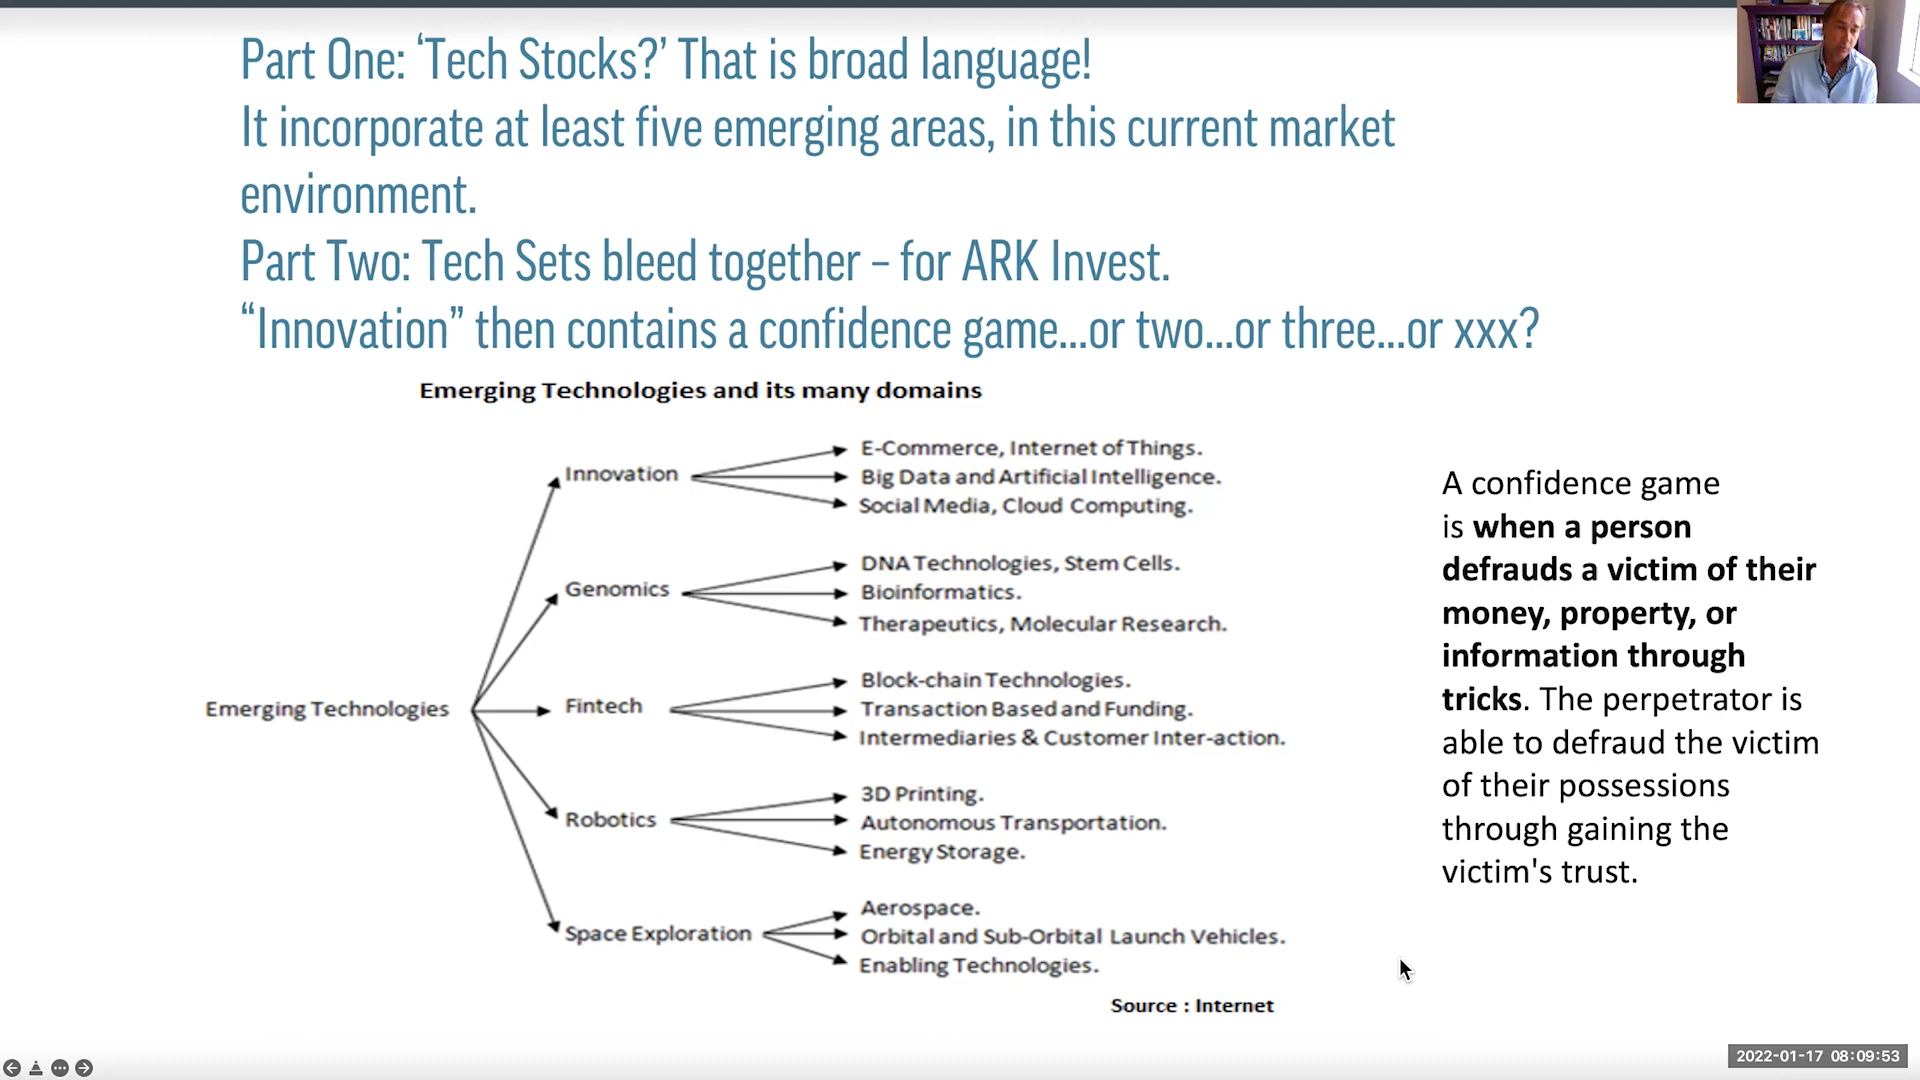 Part One: ‘Tech Stocks?’ That is broad language!
It incorporate at least five emerging areas, in this current market
environment.
Part Two: Tech Sets bleed together – for ARK Invest.
“Innovation” then contains a confidence game...or two...or three...or xxx?
Emerging Technologies and its many domains
Emerging Technologies
Innovation
E-Commerce, Internet of Things.
Big Data and Artificial Intelligence.
Social Media, Cloud Computing.
Genomics
DNA Technologies, Stem Cells.
Bioinformatics.
Therapeutics, Molecular Research.
Fintech
Block-chain Technologies.
Transaction Based and Funding.
Intermediaries & Customer Inter-action.
Robotics
3D Printing.
Autonomous Transportation.
Energy Storage.
Space Exploration
Aerospace.
Orbital and Sub-Orbital Launch Vehicles.
Enabling Technologies.
Source : Internet
A confidence game
is when a person
defrauds a victim of their
money, property, or
information through
tricks. The perpetrator is
able to defraud the victim
of their possessions
through gaining the
victim's trust.
2022-01-17 08:09:53